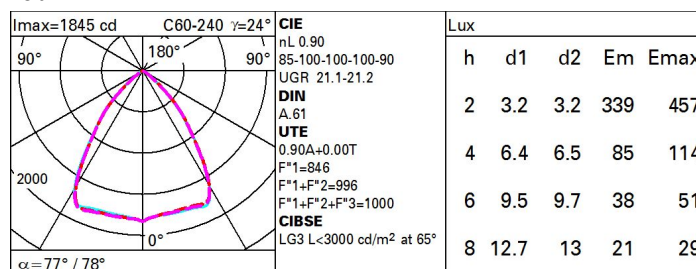 Imax=1845 cd C60-240 γ=24°
90° 180° 90°
2000
0°
α=77° / 78°
CIE
nL 0.90
85-100-100-100-90
UGR 21.1-21.2
DIN
A.61
UTE
0.90A+0.00T
F"1=846
F"1+F"2=996
F"1+F"2+F"3=1000
CIBSE
LG3 L<3000 cd/m² at 65°
Lux
h d1 d2 Em Emax
2 3.2 3.2 339 457
4 6.4 6.5 85 114
6 9.5 9.7 38 51
8 12.7 13 21 29